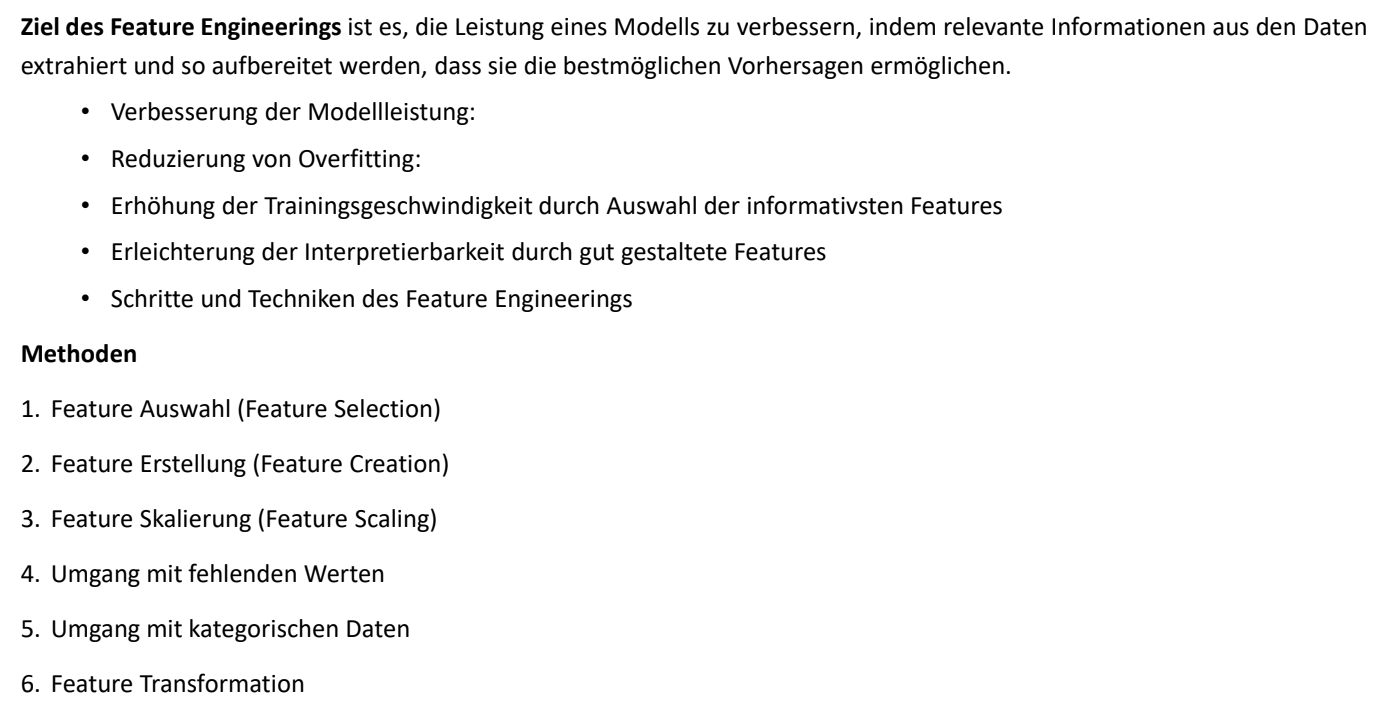 Ziel des Feature Engineerings ist es, die Leistung eines Modells zu verbessern, indem relevante Informationen aus den Daten
extrahiert und so aufbereitet werden, dass sie die bestmöglichen Vorhersagen ermöglichen.
• Verbesserung der Modellleistung:
• Reduzierung von Overfitting:
• Erhöhung der Trainingsgeschwindigkeit durch Auswahl der informativsten Features
• Erleichterung der Interpretierbarkeit durch gut gestaltete Features
• Schritte und Techniken des Feature Engineerings
Methoden
1. Feature Auswahl (Feature Selection)
2. Feature Erstellung (Feature Creation)
3. Feature Skalierung (Feature Scaling)
4. Umgang mit fehlenden Werten
5. Umgang mit kategorischen Daten
6. Feature Transformation